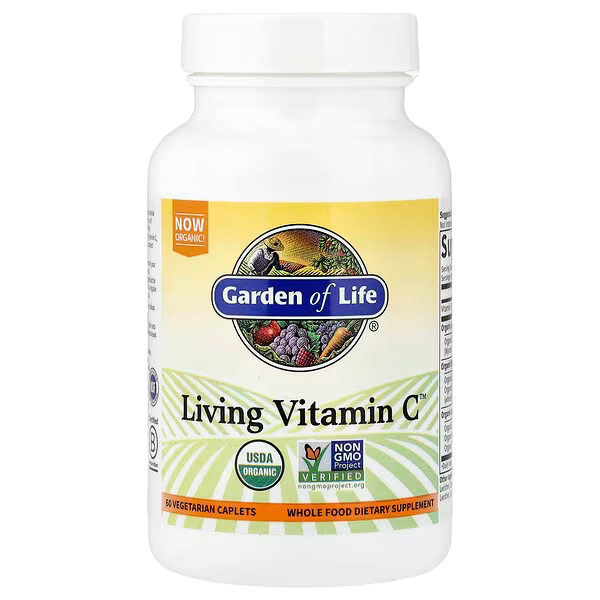 NOW
ORGANIC!
Garden of Life
®
Living Vitamin C™
USDA
ORGANIC
NON
GMO
Project
VERIFIED
nongmoproject.org
60 VEGETARIAN CAPLETS
WHOLE FOOD DIETARY SUPPLEMENT